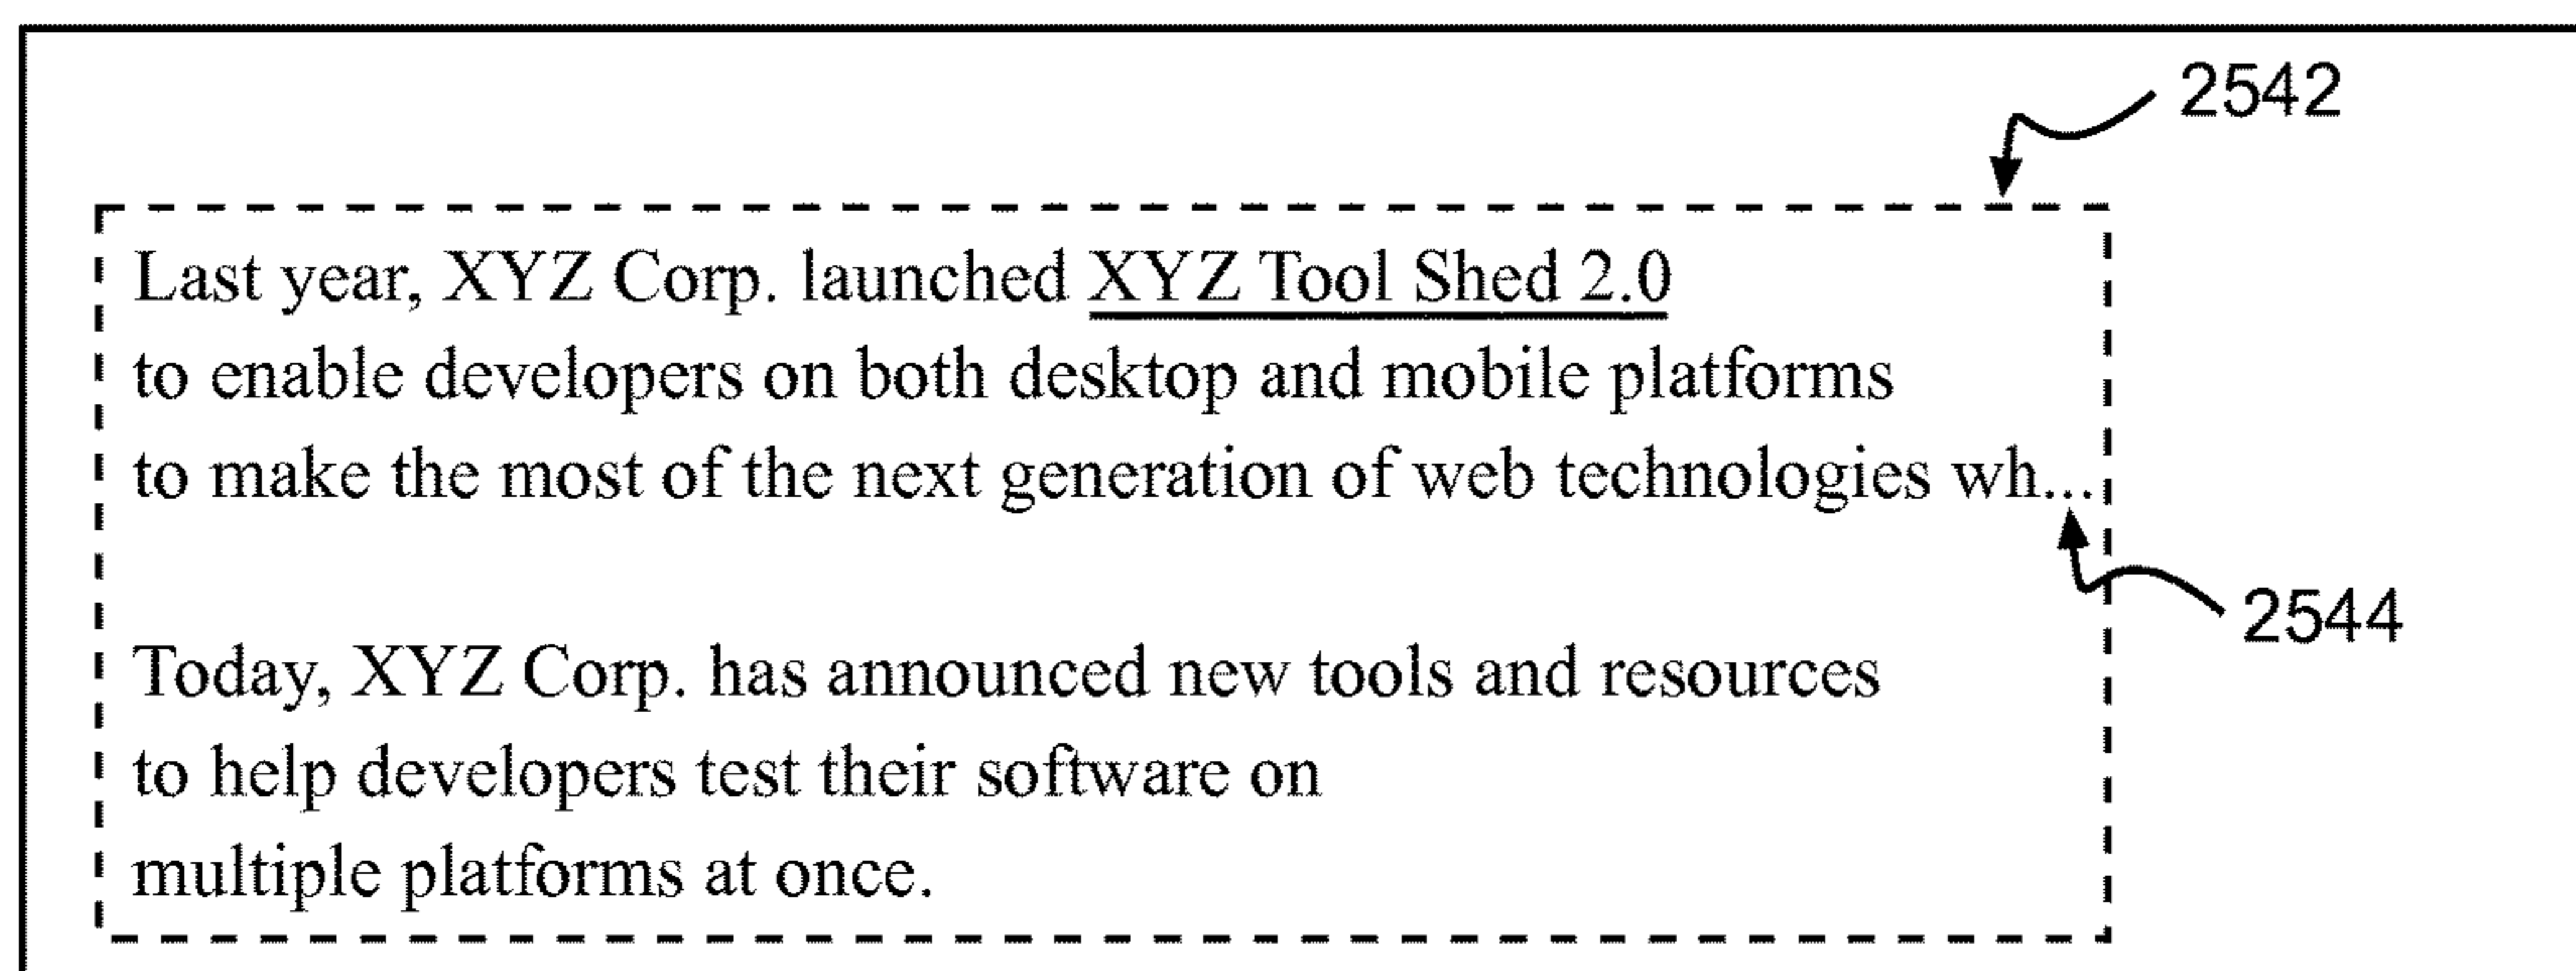 2542
Last year, XYZ Corp. launched XYZ Tool Shed 2.0
to enable developers on both desktop and mobile platforms
to make the most of the next generation of web technologies wh...
2544
Today, XYZ Corp. has announced new tools and resources
to help developers test their software on
multiple platforms at once.